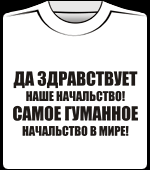 ДА ЗДРАВСТВУЕТ
НАШЕ НАЧАЛЬСТВО!
САМОЕ ГУМАННОЕ
НАЧАЛЬСТВО В МИРЕ!